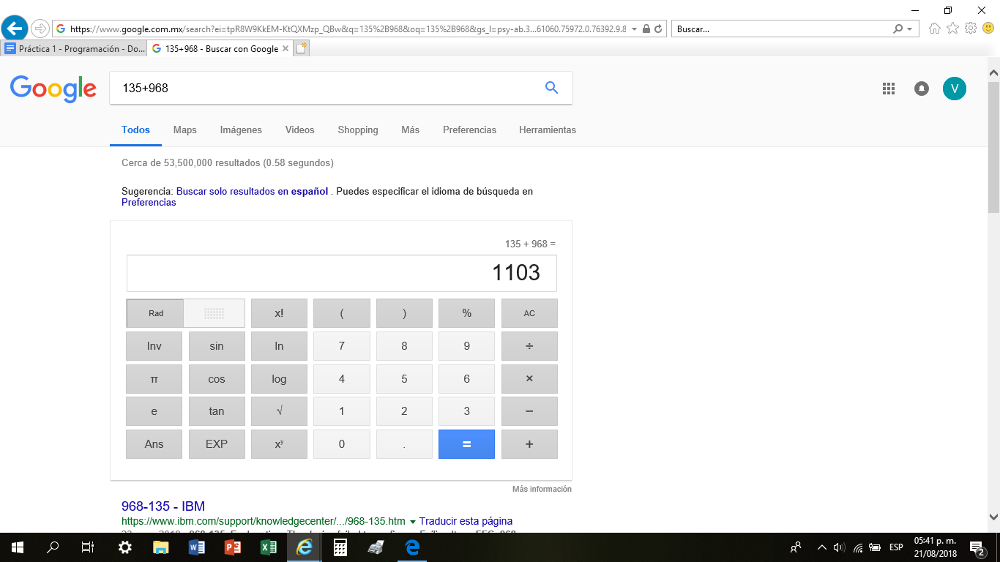 https://www.google.com.mx/search?ei=tpR8W9KkEM-KtQXMzp_QBw&q=135%2B968&oq=135%2B968&gs_l=psy-ab.3...61060.75972.0.76392.9.8
Buscar...
Práctica 1 - Programación - Do...
135+968 - Buscar con Google
Google
135+968
V
Todos Maps Imágenes Videos Shopping Más Preferencias Herramientas
Cerca de 53,500,000 resultados (0.58 segundos)
Sugerencia: Buscar solo resultados en español . Puedes especificar el idioma de búsqueda en
Preferencias
135 + 968 =
1103
Rad x! ( ) % AC
Inv sin ln 7 8 9 ÷
π cos log 4 5 6 ×
e tan √ 1 2 3 −
Ans EXP xʸ 0 . = +
Más información
968-135 - IBM
https://www.ibm.com/support/knowledgecenter/.../968-135.htm Traducir esta página
ESP
05:41 p. m.
21/08/2018
2